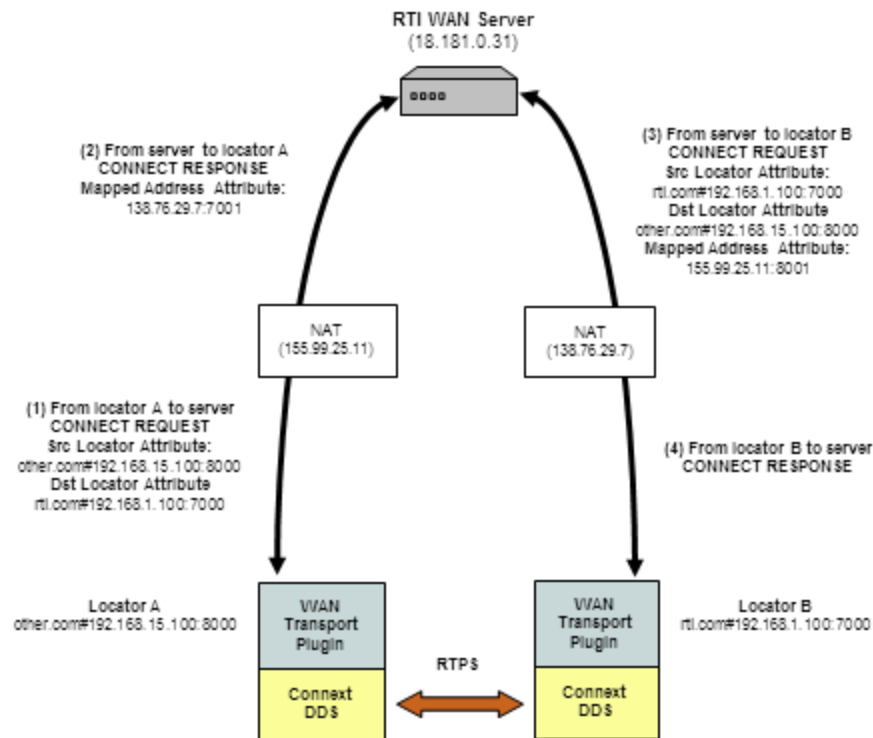 RTI WAN Server
(18.181.0.31)
(2) From server to locator A
CONNECT RESPONSE
Mapped Address Attribute:
138.76.29.7:7001
(3) From server to locator B
CONNECT REQUEST
Src Locator Attribute:
rti.com#192.168.1.100:7000
Dst Locator Attribute
other.com#192.168.15.100:8000
Mapped Address Attribute:
155.99.25.11:8001
NAT
(155.99.25.11)
NAT
(138.76.29.7)
(1) From locator A to server
CONNECT REQUEST
Src Locator Attribute:
other.com#192.168.15.100:8000
Dst Locator Attribute
rti.com#192.168.1.100:7000
(4) From locator B to server
CONNECT RESPONSE
Locator A
other.com#192.168.15.100:8000
WAN
Transport
Plugin
Connext
DDS
RTPS
WAN
Transport
Plugin
Connext
DDS
Locator B
rti.com#192.168.1.100:7000